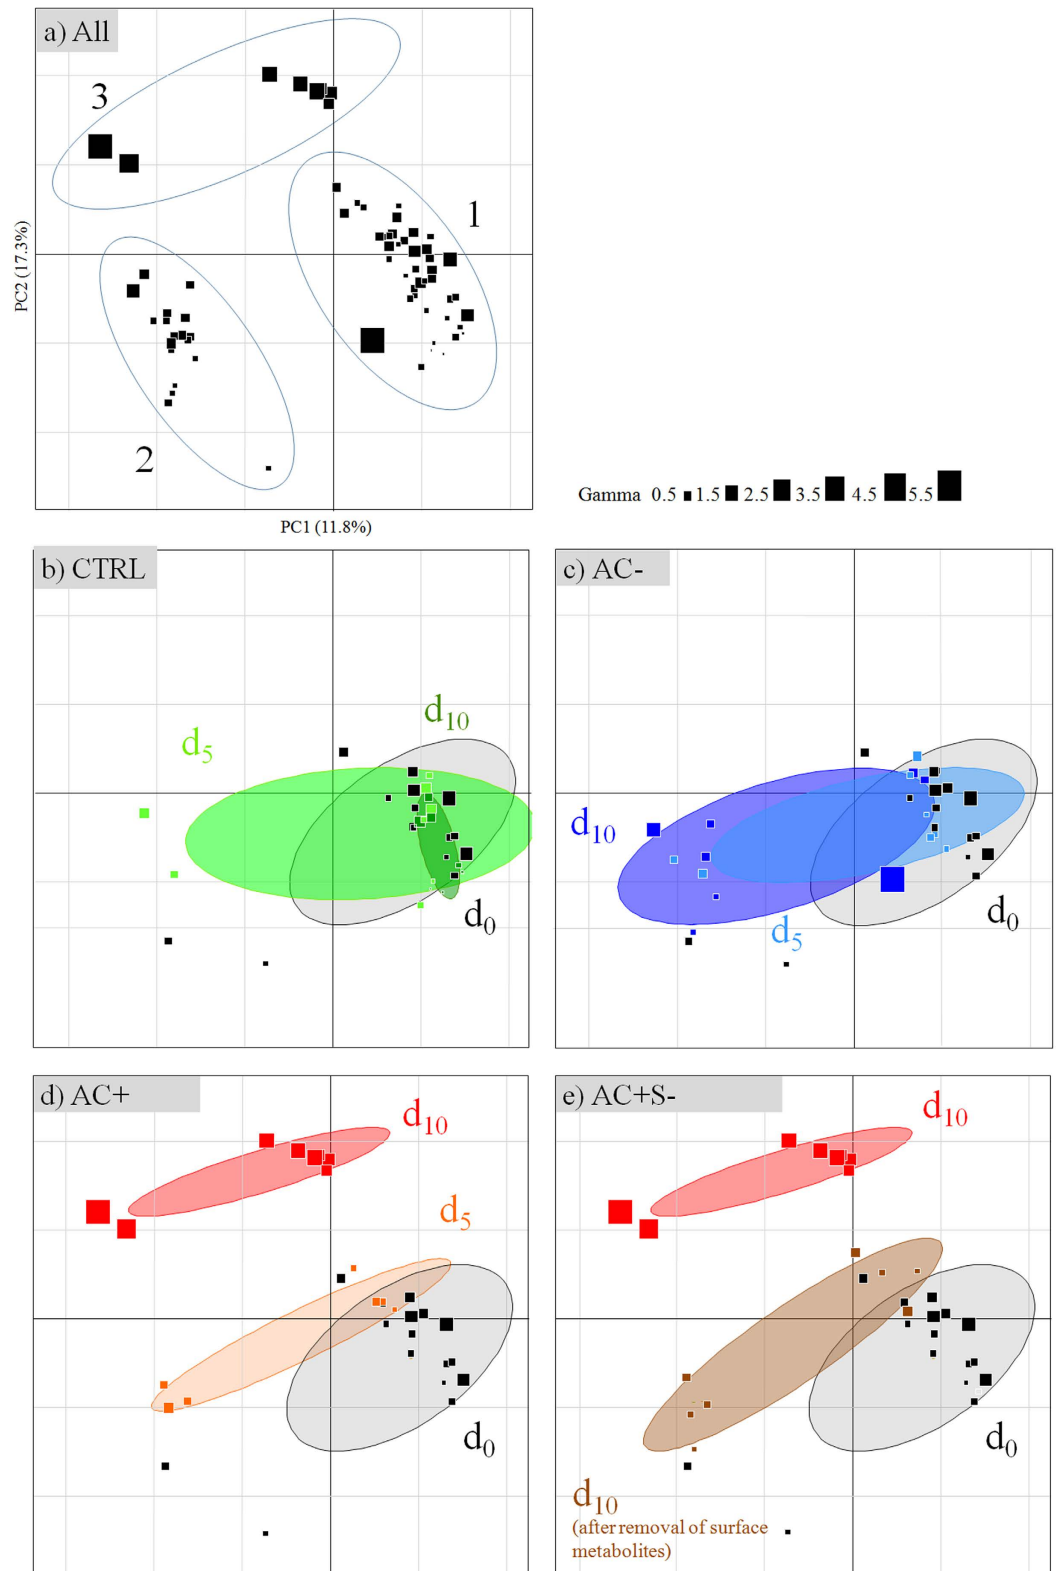 a) All
3
1
2
PC2 (17.3%)
PC1 (11.8%)
Gamma 0.5 1.5 2.5 3.5 4.5 5.5
b) CTRL
d10
d5
d0
c) AC-
d10
d5
d0
d) AC+
d10
d5
d0
e) AC+S-
d10
d0
d10
(after removal of surface
metabolites)